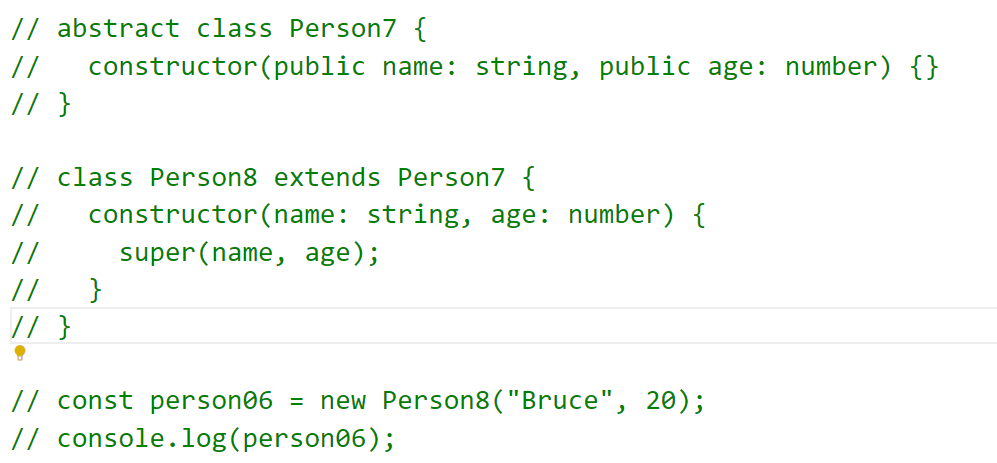 // abstract class Person7 {
//   constructor(public name: string, public age: number) {}
// }
// class Person8 extends Person7 {
//   constructor(name: string, age: number) {
//     super(name, age);
//   }
// }
// const person06 = new Person8("Bruce", 20);
// console.log(person06);